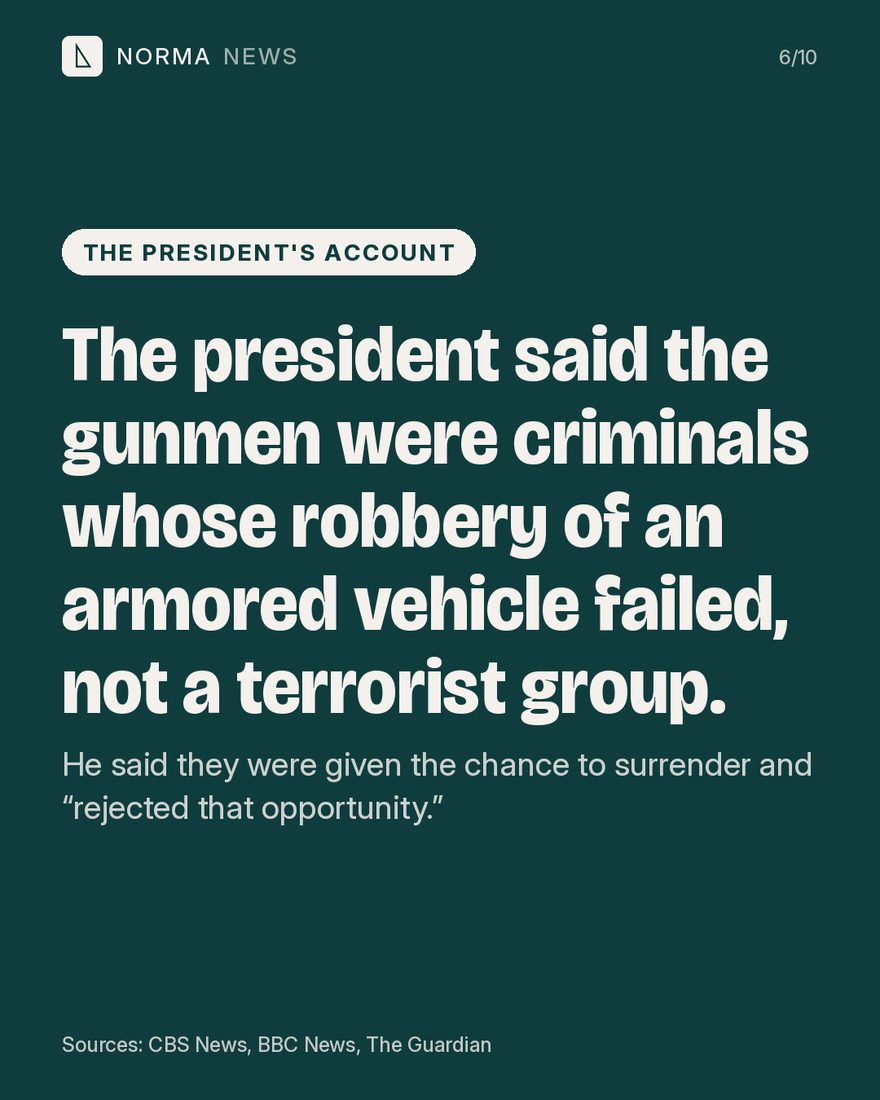 NORMA NEWS
6/10
THE PRESIDENT'S ACCOUNT
The president said the
gunmen were criminals
whose robbery of an
armored vehicle failed,
not a terrorist group.
He said they were given the chance to surrender and
“rejected that opportunity.”
Sources: CBS News, BBC News, The Guardian